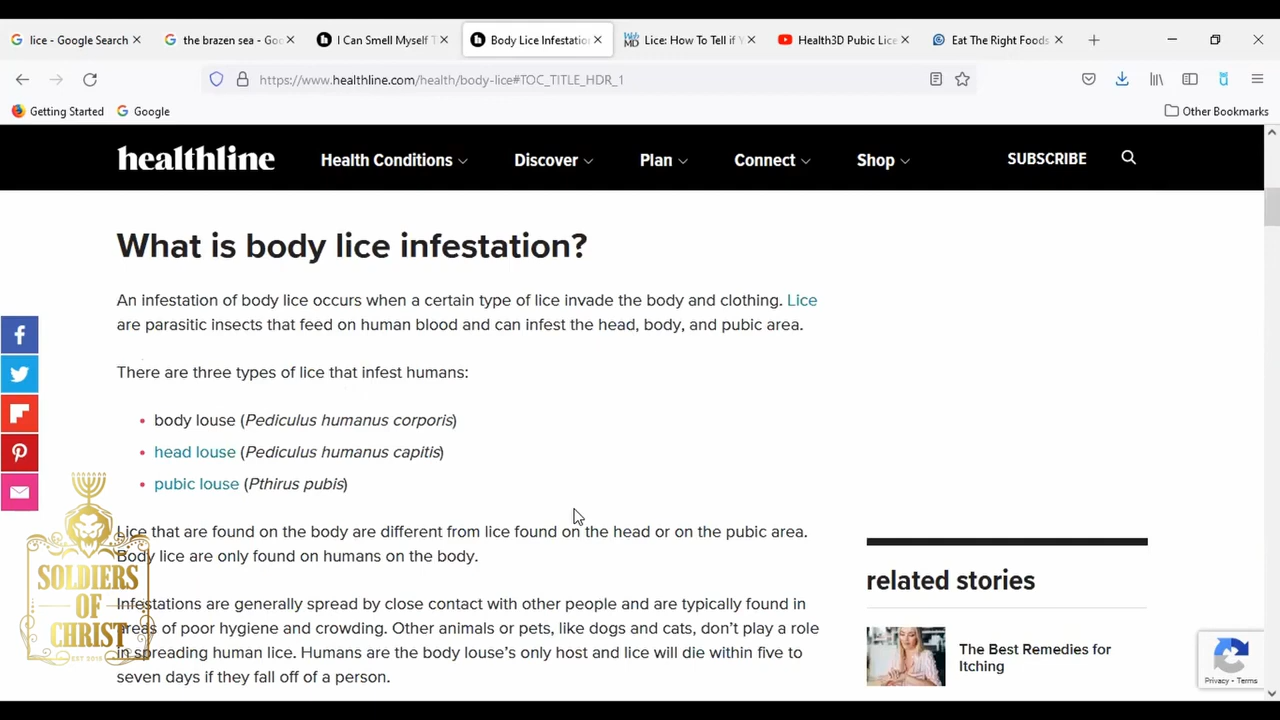 lice - Google Search
the brazen sea - Goo
I Can Smell Myself T
Body Lice Infestation
WebMD
Lice: How To Tell if Y
Health3D Pubic Lice
Eat The Right Foods
https://www.healthline.com/health/body-lice#TOC_TITLE_HDR_1
Getting Started
Google
Other Bookmarks
healthline
Health Conditions
Discover
Plan
Connect
Shop
SUBSCRIBE
What is body lice infestation?
An infestation of body lice occurs when a certain type of lice invade the body and clothing. Lice
are parasitic insects that feed on human blood and can infest the head, body, and pubic area.
There are three types of lice that infest humans:
• body louse (Pediculus humanus corporis)
• head louse (Pediculus humanus capitis)
• pubic louse (Pthirus pubis)
Lice that are found on the body are different from lice found on the head or on the pubic area.
Body lice are only found on humans on the body.
Infestations are generally spread by close contact with other people and are typically found in
areas of poor hygiene and crowding. Other animals or pets, like dogs and cats, don't play a role
in spreading human lice. Humans are the body louse's only host and lice will die within five to
seven days if they fall off of a person.
related stories
The Best Remedies for
Itching
Privacy - Terms
SOLDIERS
OF
CHRIST